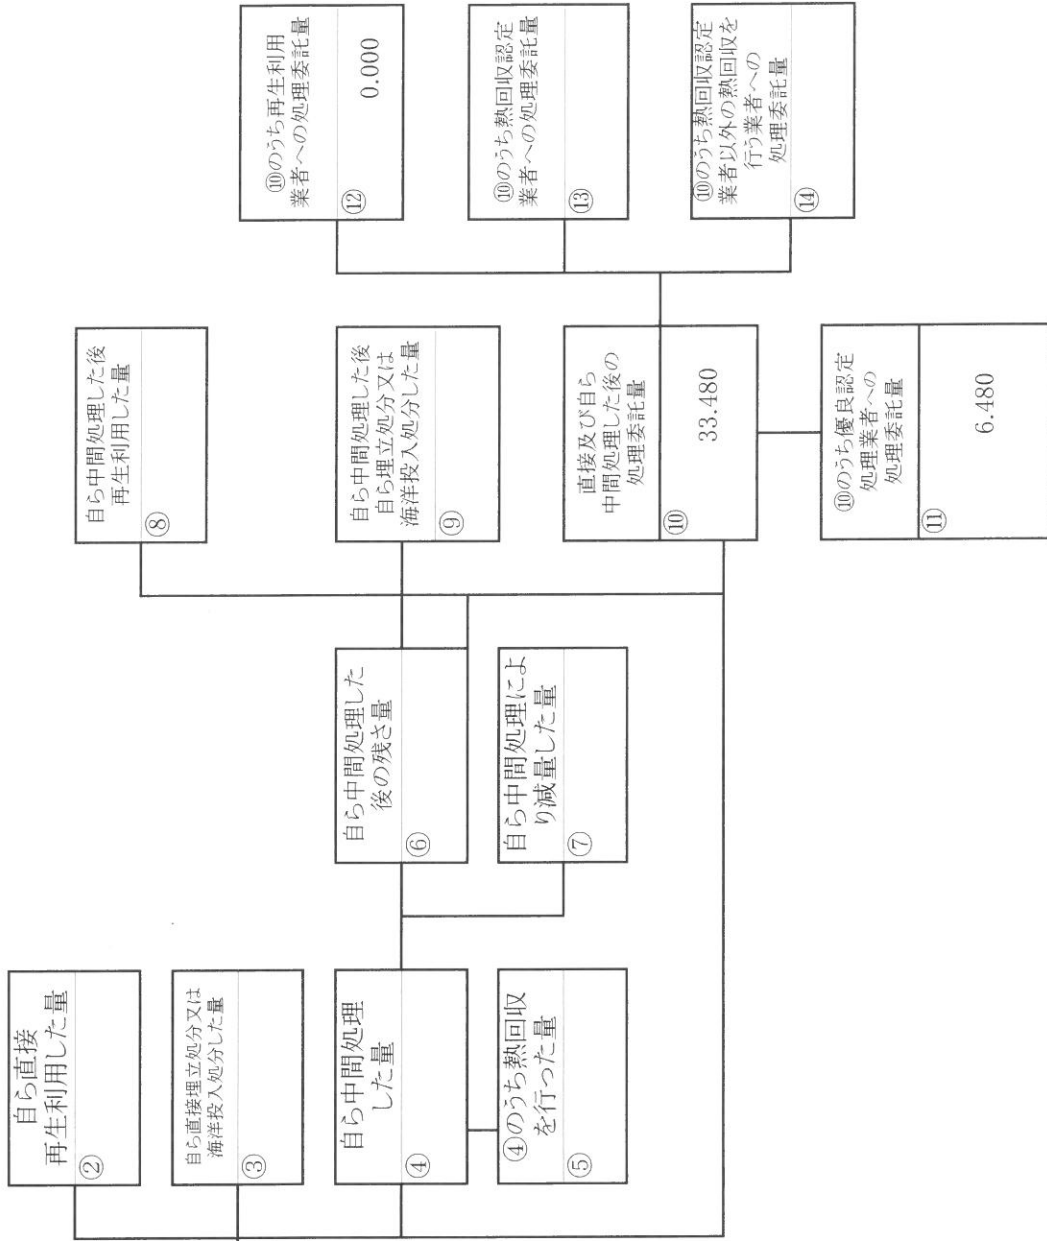 自ら直接
再生利用した量
②
自ら直接埋立処分又は
海洋投入処分した量
③
自ら中間処理
した量
④
④のうち熱回収
を行った量
⑤
自ら中間処理した
後の残さ量
⑥
自ら中間処理によ
り減量した量
⑦
自ら中間処理した後
再生利用した量
⑧
自ら中間処理した後
自ら埋立処分又は
海洋投入処分した量
⑨
直接及び自ら
中間処理した後の
処理委託量
⑩
33.480
⑩のうち優良認定
処理業者への
処理委託量
⑪
6.480
⑩のうち再生利用
業者への処理委託量
⑫
0.000
⑩のうち熱回収認定
業者への処理委託量
⑬
⑩のうち熱回収認定
業者以外の熱回収を
行う業者への
処理委託量
⑭